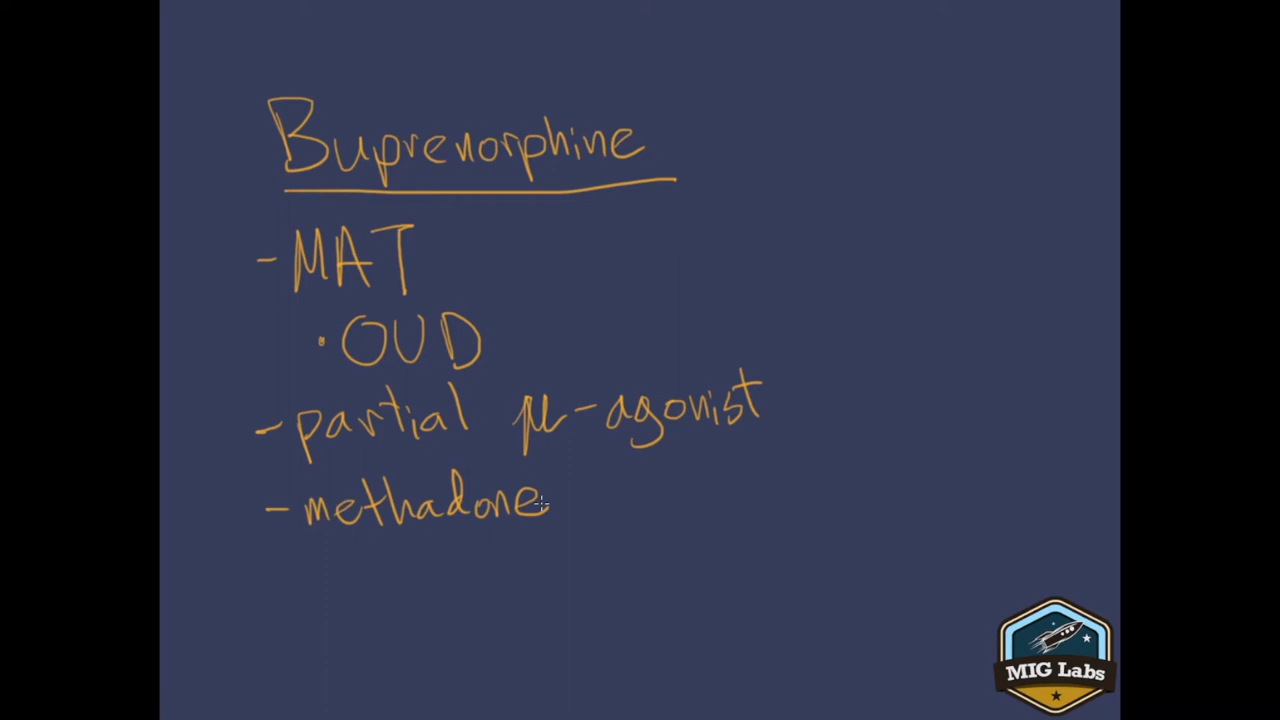 Buprenorphine
- MAT
• OUD
- partial μ-agonist
- methadone
MIG Labs